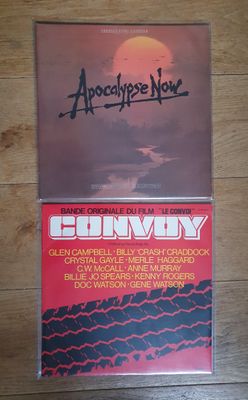 Apocalypse Now
BANDE ORIGINALE DU FILM "LE CONVOI"
CONVOY
GLEN CAMPBELL · BILLY 'CRASH' CRADDOCK
CRYSTAL GAYLE · MERLE HAGGARD
C.W. McCALL · ANNE MURRAY
BILLIE JO SPEARS · KENNY ROGERS
DOC WATSON · GENE WATSON